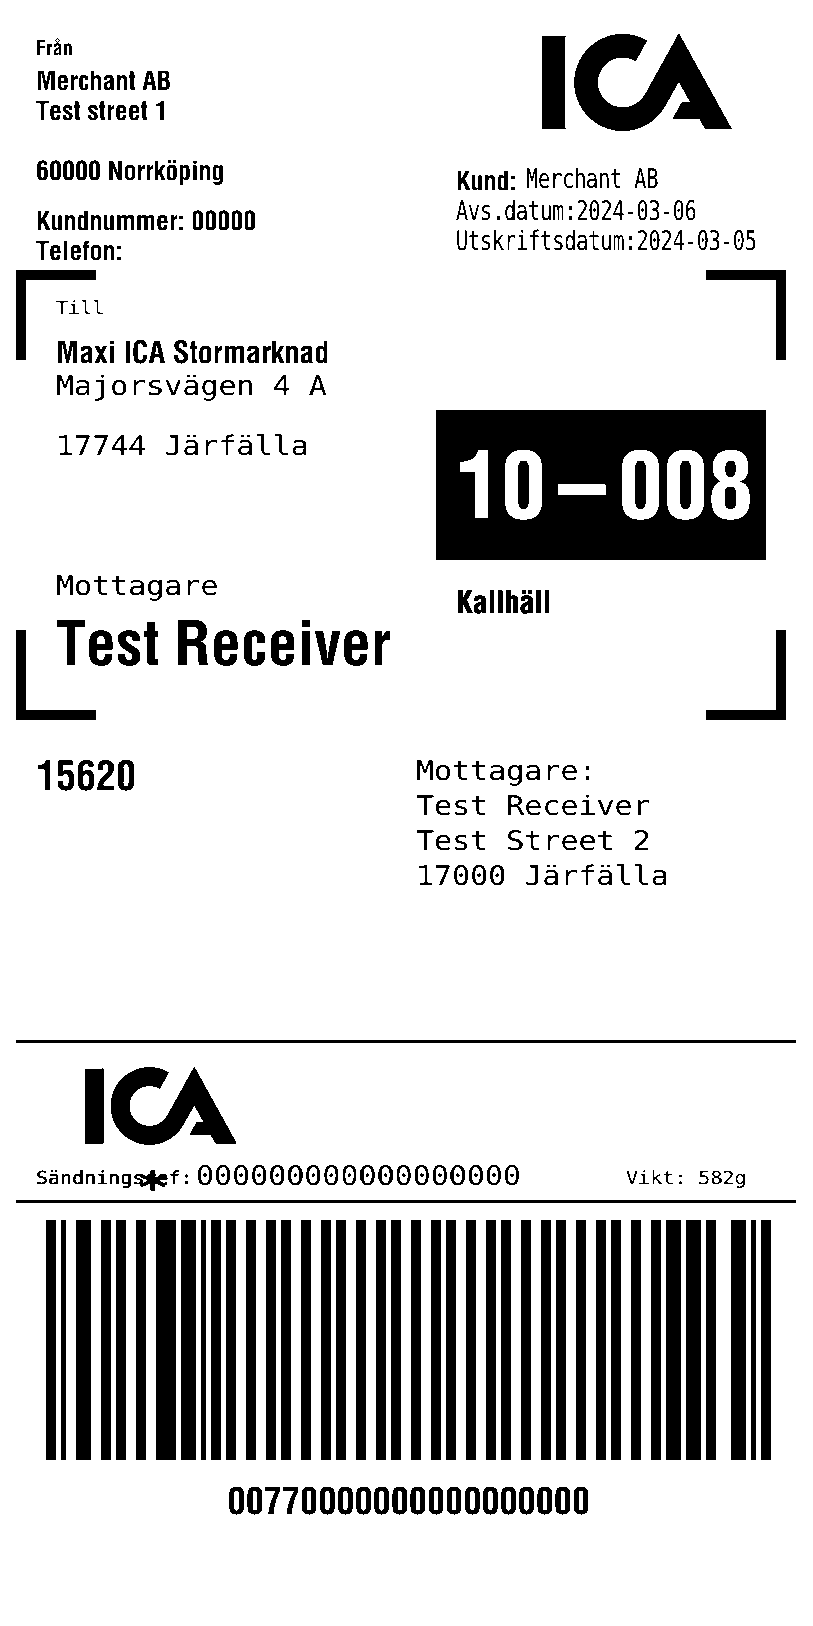 Från
Merchant AB
Test street 1
60000 Norrköping
Kundnummer: 00000
Telefon:
ICA
Kund: Merchant AB
Avs.datum:2024-03-06
Utskriftsdatum:2024-03-05
Till
Maxi ICA Stormarknad
Majorsvägen 4 A
17744 Järfälla
10-008
Kallhäll
Mottagare
Test Receiver
15620
Mottagare:
Test Receiver
Test Street 2
17000 Järfälla
ICA
Sändningsref: 000000000000000000 Vikt: 582g
*
00770000000000000000